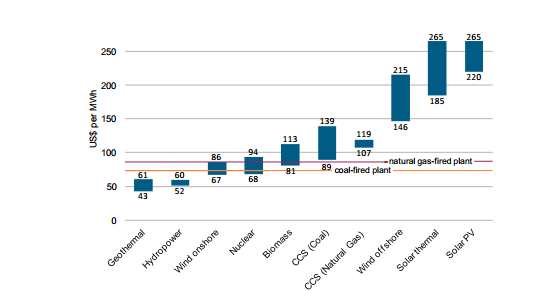 US$ per MWh
250
200
150
100
50
0
265
265
215
220
185
139
146
119
113
107
94
86
89
81
61
60
67
68
43
52
natural gas-fired plant
coal-fired plant
Geothermal
Hydropower
Wind onshore
Nuclear
Biomass
CCS (Coal)
CCS (Natural Gas)
Wind offshore
Solar thermal
Solar PV